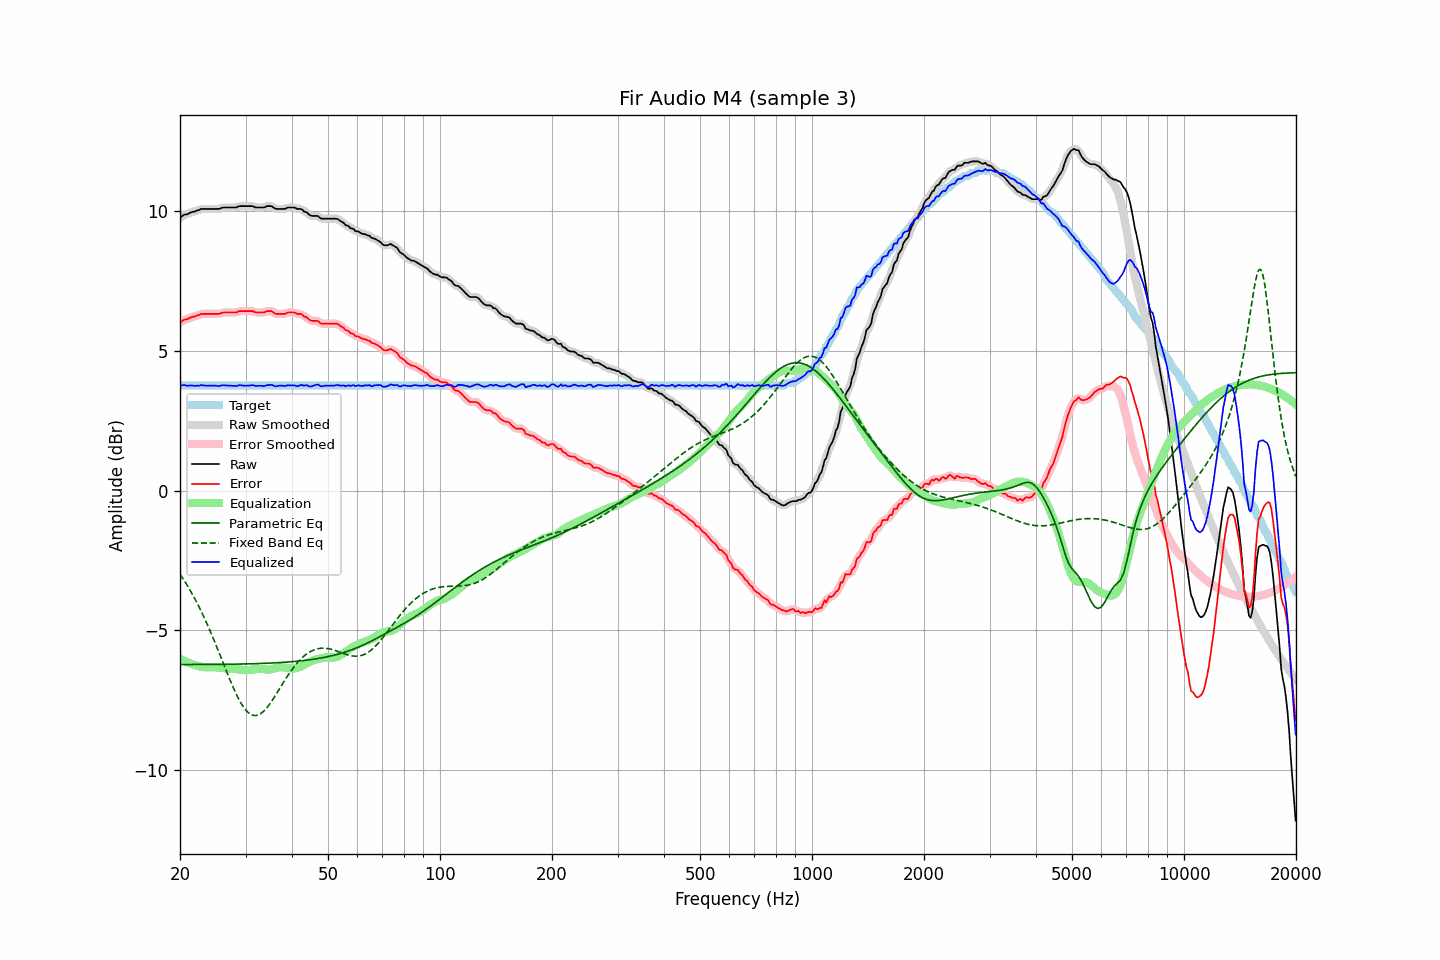 Fir Audio M4 (sample 3)
Amplitude (dBr)
10
5
0
−5
−10
Target
Raw Smoothed
Error Smoothed
Raw
Error
Equalization
Parametric Eq
Fixed Band Eq
Equalized
20 50 100 200 500 1000 2000 5000 10000 20000
Frequency (Hz)